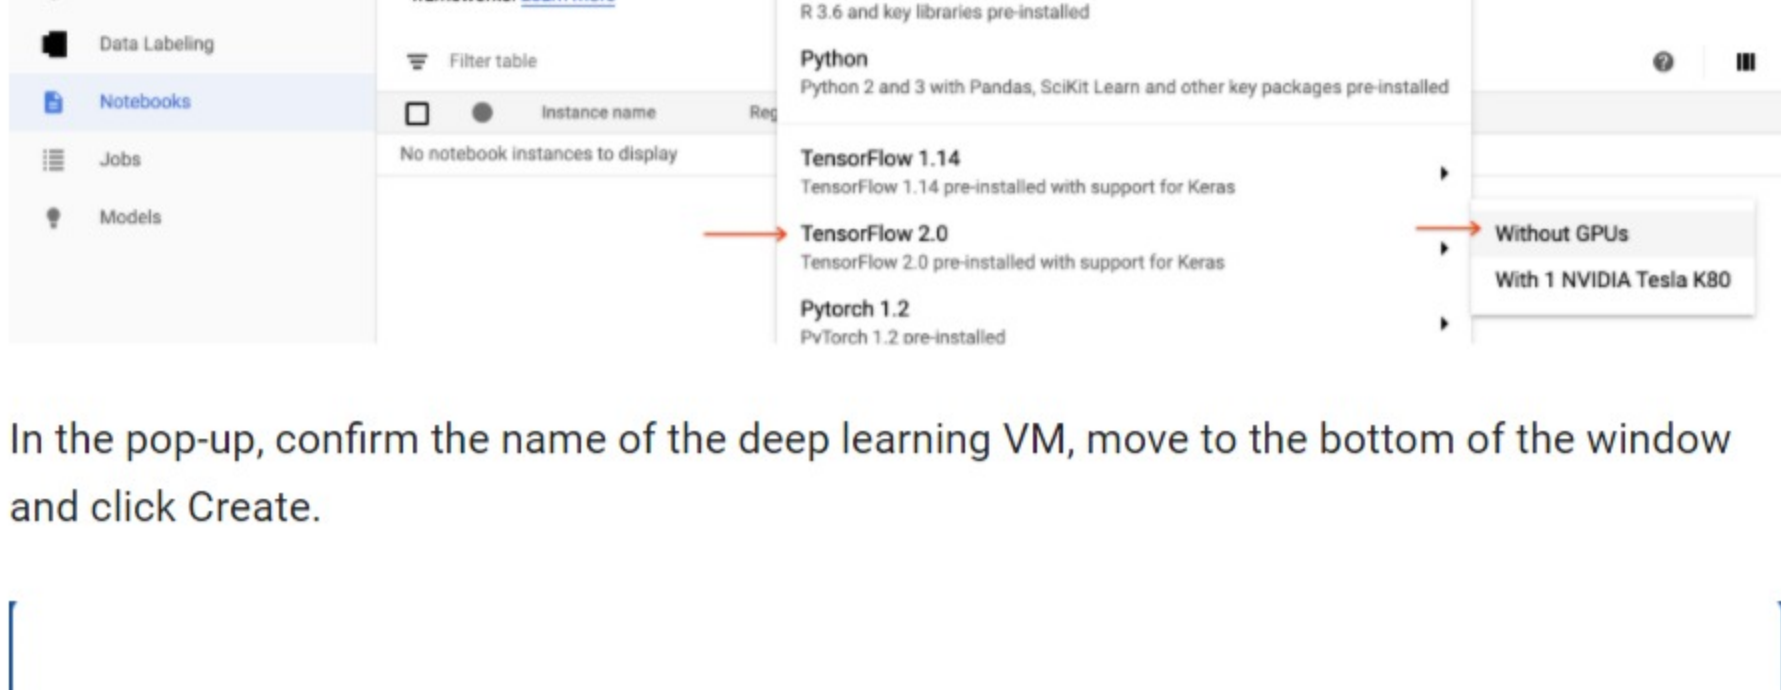 Learn more
R 3.6 and key libraries pre-installed
Data Labeling
Filter table
Python
Python 2 and 3 with Pandas, SciKit Learn and other key packages pre-installed
Notebooks
Instance name
Reg
No notebook instances to display
Jobs
TensorFlow 1.14
TensorFlow 1.14 pre-installed with support for Keras
Models
TensorFlow 2.0
TensorFlow 2.0 pre-installed with support for Keras
Without GPUs
With 1 NVIDIA Tesla K80
Pytorch 1.2
PyTorch 1.2 pre-installed
In the pop-up, confirm the name of the deep learning VM, move to the bottom of the window
and click Create.